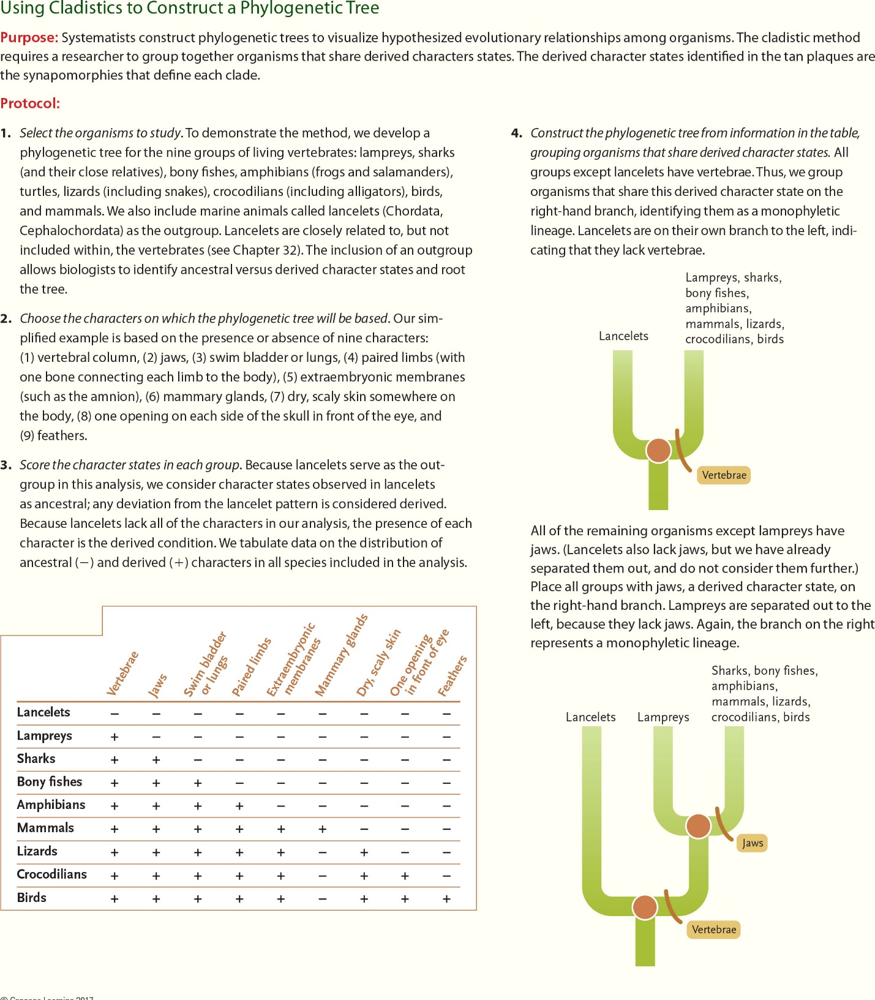 Using Cladistics to Construct a Phylogenetic Tree
Purpose: Systematists construct phylogenetic trees to visualize hypothesized evolutionary relationships among organisms. The cladistic method
requires a researcher to group together organisms that share derived characters states. The derived character states identified in the tan plaques are
the synapomorphies that define each clade.
Protocol:
1. Select the organisms to study. To demonstrate the method, we develop a
phylogenetic tree for the nine groups of living vertebrates: lampreys, sharks
(and their close relatives), bony fishes, amphibians (frogs and salamanders),
turtles, lizards (including snakes), crocodilians (including alligators), birds,
and mammals. We also include marine animals called lancelets (Chordata,
Cephalochordata) as the outgroup. Lancelets are closely related to, but not
included within, the vertebrates (see Chapter 32). The inclusion of an outgroup
allows biologists to identify ancestral versus derived character states and root
the tree.
2. Choose the characters on which the phylogenetic tree will be based. Our sim-
plified example is based on the presence or absence of nine characters:
(1) vertebral column, (2) jaws, (3) swim bladder or lungs, (4) paired limbs (with
one bone connecting each limb to the body), (5) extraembryonic membranes
(such as the amnion), (6) mammary glands, (7) dry, scaly skin somewhere on
the body, (8) one opening on each side of the skull in front of the eye, and
(9) feathers.
3. Score the character states in each group. Because lancelets serve as the out-
group in this analysis, we consider character states observed in lancelets
as ancestral; any deviation from the lancelet pattern is considered derived.
Because lancelets lack all of the characters in our analysis, the presence of each
character is the derived condition. We tabulate data on the distribution of
ancestral (−) and derived (+) characters in all species included in the analysis.
Vertebrae
Jaws
Swim bladder
or lungs
Paired limbs
Extraembryonic
membranes
Mammary glands
Dry, scaly skin
One opening
in front of eye
Feathers
Lancelets − − − − − − − − −
Lampreys + − − − − − − − −
Sharks + + − − − − − − −
Bony fishes + + + − − − − − −
Amphibians + + + + − − − − −
Mammals + + + + + + − − −
Lizards + + + + + − + − −
Crocodilians + + + + + − + + −
Birds + + + + + − + + +
4. Construct the phylogenetic tree from information in the table,
grouping organisms that share derived character states. All
groups except lancelets have vertebrae. Thus, we group
organisms that share this derived character state on the
right-hand branch, identifying them as a monophyletic
lineage. Lancelets are on their own branch to the left, indi-
cating that they lack vertebrae.
Lampreys, sharks,
bony fishes,
amphibians,
mammals, lizards,
crocodilians, birds
Lancelets
Vertebrae
All of the remaining organisms except lampreys have
jaws. (Lancelets also lack jaws, but we have already
separated them out, and do not consider them further.)
Place all groups with jaws, a derived character state, on
the right-hand branch. Lampreys are separated out to the
left, because they lack jaws. Again, the branch on the right
represents a monophyletic lineage.
Sharks, bony fishes,
amphibians,
mammals, lizards,
crocodilians, birds
Lancelets
Lampreys
Jaws
Vertebrae
© Cengage Learning 2017